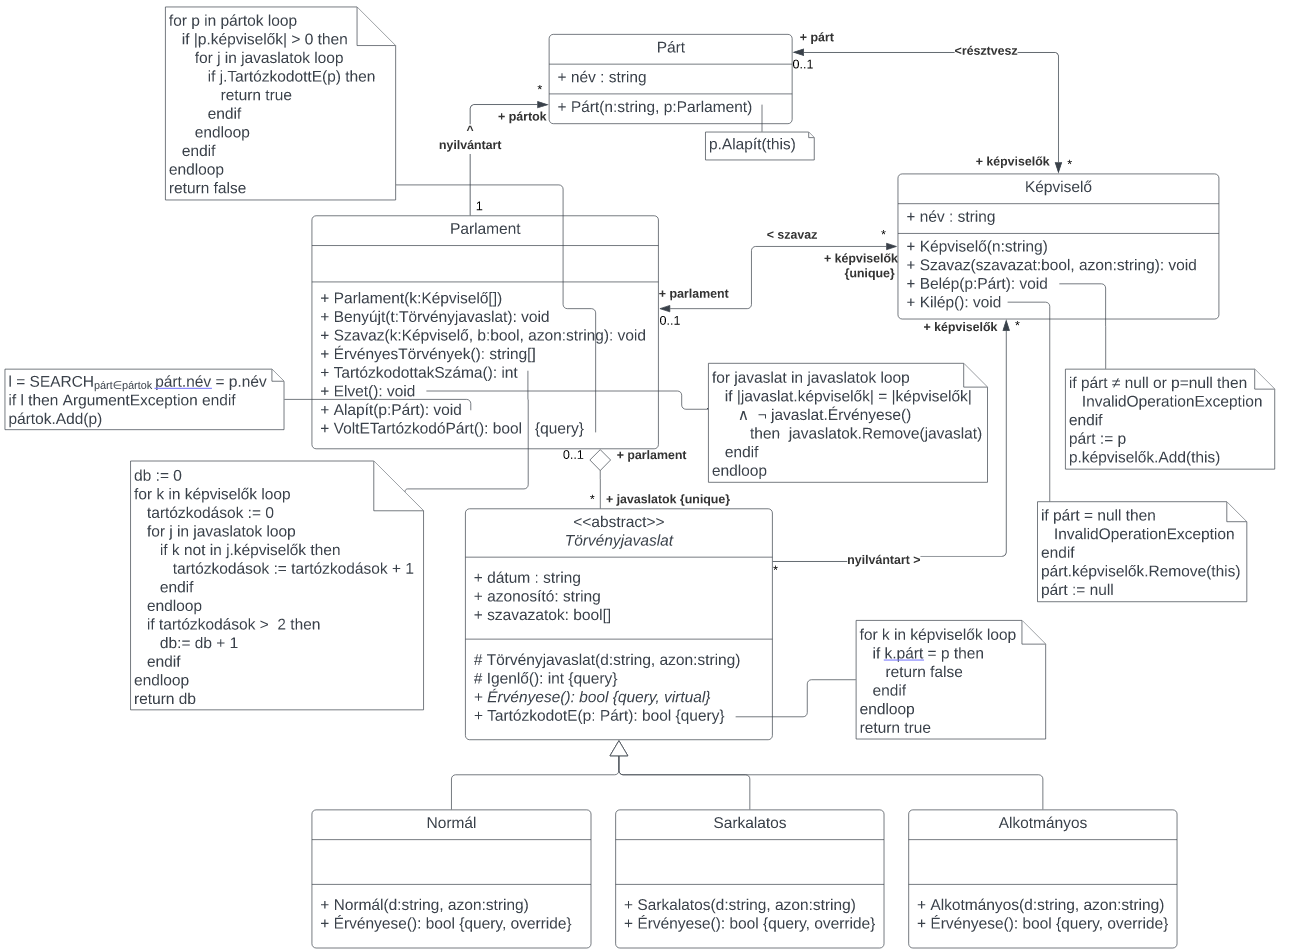 for p in pártok loop
if |p.képviselők| > 0 then
for j in javaslatok loop
if j.TartózkodottE(p) then
return true
endif
endloop
endif
endloop
return false
Párt
+ név : string
+ Párt(n:string, p:Parlament)
p.Alapít(this)
+ párt
0..1
<résztvesz
+ képviselők
*
*
+ pártok
^
nyilvántart
1
Képviselő
+ név : string
+ Képviselő(n:string)
+ Szavaz(szavazat:bool, azon:string): void
+ Belép(p:Párt): void
+ Kilép(): void
< szavaz
*
+ képviselők
{unique}
+ parlament
0..1
Parlament
+ Parlament(k:Képviselő[])
+ Benyújt(t:Törvényjavaslat): void
+ Szavaz(k:Képviselő, b:bool, azon:string): void
+ ÉrvényesTörvények(): string[]
+ TartózkodottakSzáma(): int
+ Elvet(): void
+ Alapít(p:Párt): void
+ VoltETartózkodóPárt(): bool {query}
+ képviselők
*
l = SEARCHpárt∈pártok párt.név = p.név
if l then ArgumentException endif
pártok.Add(p)
for javaslat in javaslatok loop
if |javaslat.képviselők| = |képviselők|
∧ ¬ javaslat.Érvényese()
then javaslatok.Remove(javaslat)
endif
endloop
if párt ≠ null or p=null then
InvalidOperationException
endif
párt := p
p.képviselők.Add(this)
0..1
+ parlament
*
+ javaslatok {unique}
db := 0
for k in képviselők loop
tartózkodások := 0
for j in javaslatok loop
if k not in j.képviselők then
tartózkodások := tartózkodások + 1
endif
endloop
if tartózkodások > 2 then
db:= db + 1
endif
endloop
return db
if párt = null then
InvalidOperationException
endif
párt.képviselők.Remove(this)
párt := null
<<abstract>>
Törvényjavaslat
+ dátum : string
+ azonosító: string
+ szavazatok: bool[]
# Törvényjavaslat(d:string, azon:string)
# Igenlő(): int {query}
+ Érvényese(): bool {query, virtual}
+ TartózkodotE(p: Párt): bool {query}
nyilvántart >
*
for k in képviselők loop
if k.párt = p then
return false
endif
endloop
return true
Normál
+ Normál(d:string, azon:string)
+ Érvényese(): bool {query, override}
Sarkalatos
+ Sarkalatos(d:string, azon:string)
+ Érvényese(): bool {query, override}
Alkotmányos
+ Alkotmányos(d:string, azon:string)
+ Érvényese(): bool {query, override}